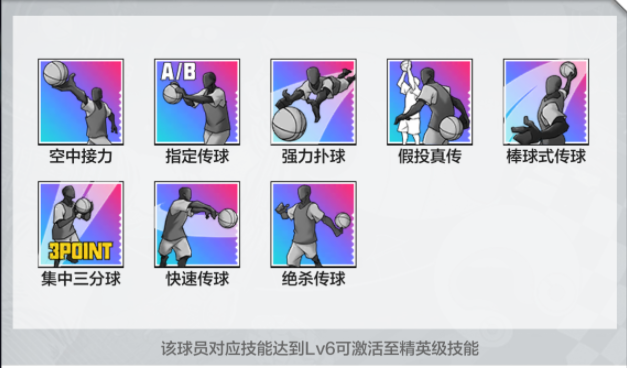 A/B
空中接力
指定传球
强力扑球
假投真传
棒球式传球
3POINT
集中三分球
快速传球
绝杀传球
该球员对应技能达到Lv6可激活至精英级技能